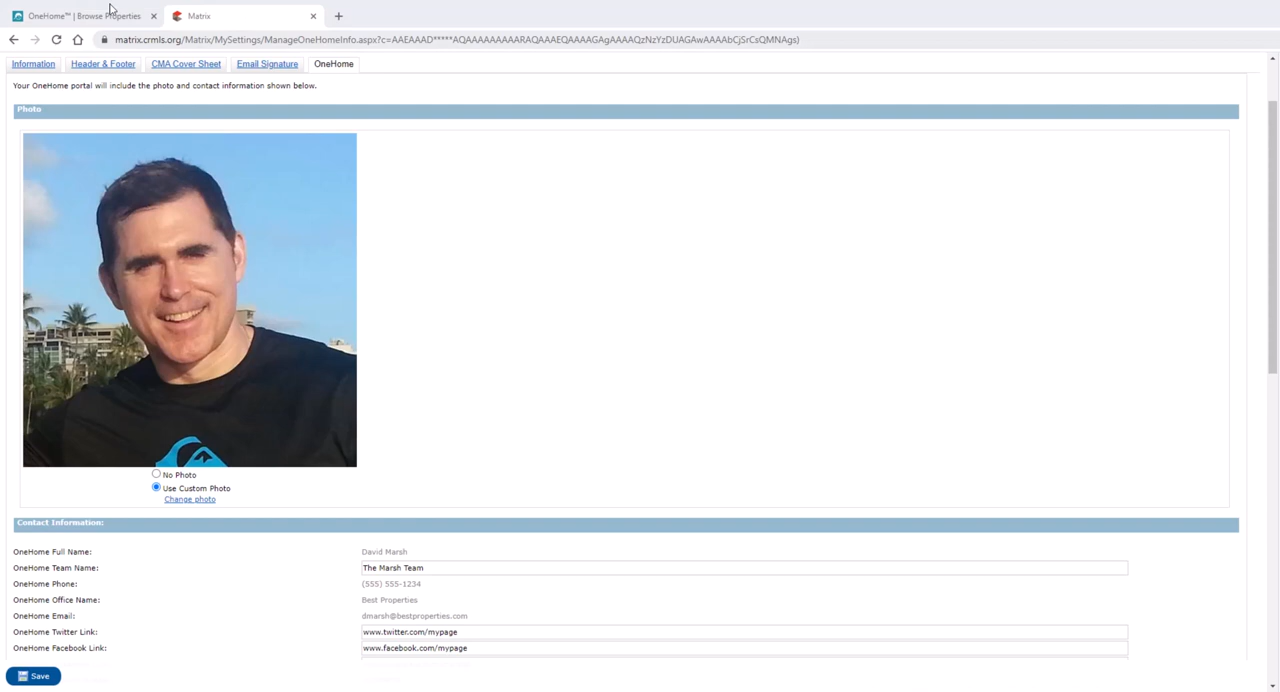 OneHome™ | Browse Properties
Matrix
matrix.crmls.org/Matrix/MySettings/ManageOneHomeInfo.aspx?c=AAEAAAD*****AQAAAAAAAAARAQAAAEQAAAAGAgAAAAQzNzYzDUAGAwAAAAbCjSrCsQMNAgs)
Information Header & Footer CMA Cover Sheet Email Signature OneHome
Your OneHome portal will include the photo and contact information shown below.
Photo
No Photo
Use Custom Photo
Change photo
Contact Information:
OneHome Full Name: David Marsh
OneHome Team Name: The Marsh Team
OneHome Phone: (555) 555-1234
OneHome Office Name: Best Properties
OneHome Email: dmarsh@bestproperties.com
OneHome Twitter Link: www.twitter.com/mypage
OneHome Facebook Link: www.facebook.com/mypage
Save